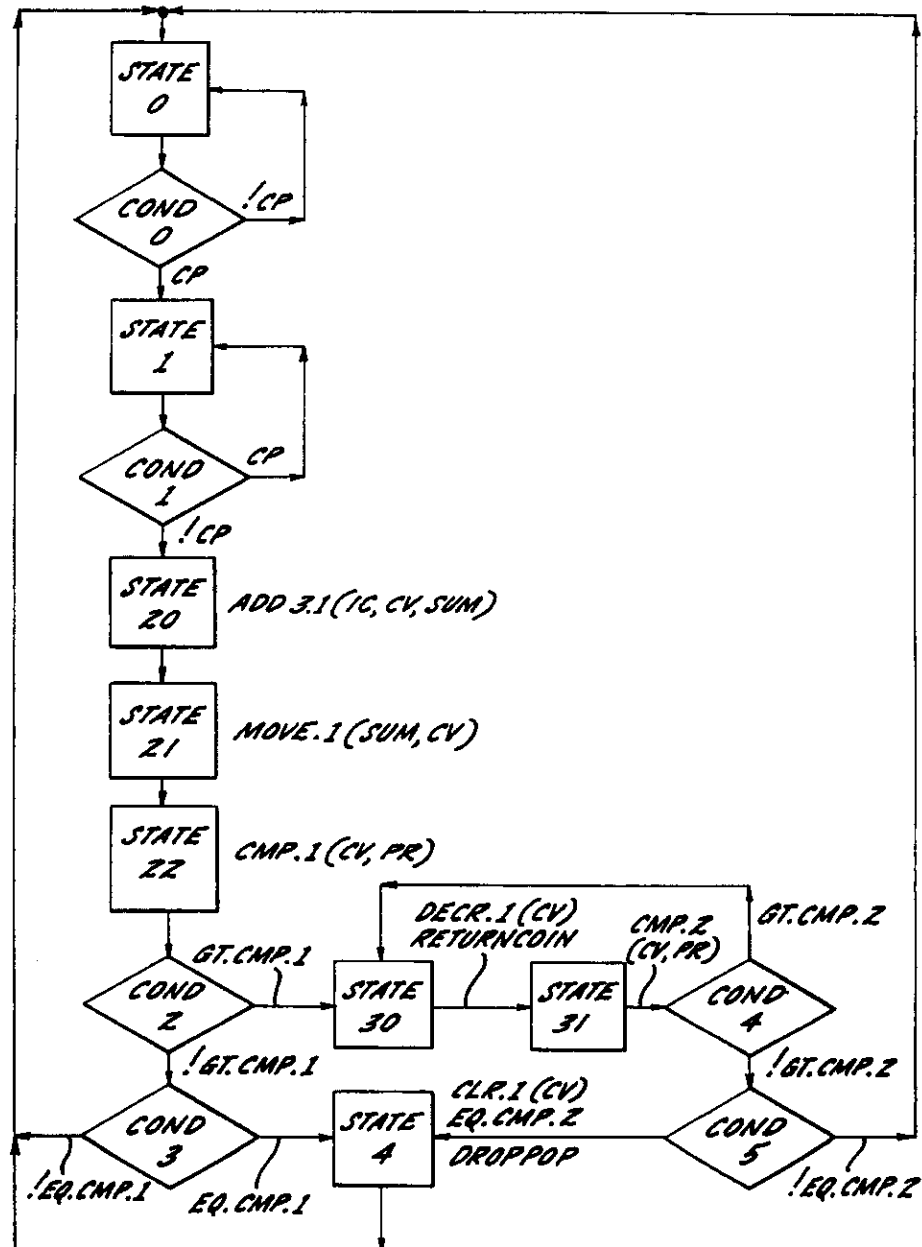 STATE
0
COND
0
!CP
CP
STATE
1
COND
1
CP
!CP
STATE
20
ADD 3.1 (IC, CV, SUM)
STATE
21
MOVE.1 (SUM, CV)
STATE
22
CMP.1 (CV, PR)
COND
2
GT.CMP.1
!GT.CMP.1
STATE
30
DECR.1 (CV)
RETURNCOIN
STATE
31
CMP.2
(CV, PR)
COND
4
GT.CMP.2
!GT.CMP.2
COND
3
!EQ.CMP.1
EQ.CMP.1
STATE
4
CLR.1 (CV)
EQ.CMP.2
DROPPOP
COND
5
!EQ.CMP.2